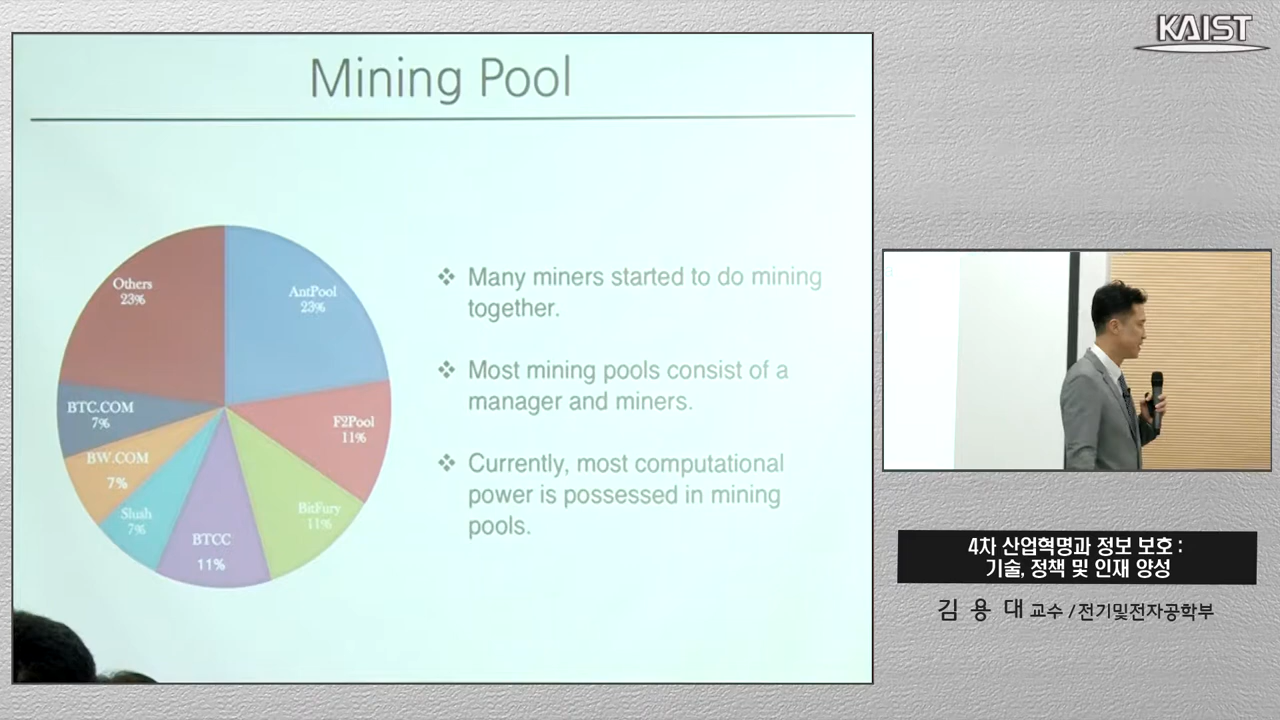 KAIST
Mining Pool
Others
23%
AntPool
23%
BTC.COM
7%
F2Pool
11%
BW.COM
7%
Slush
7%
BitFury
11%
BTCC
11%
❖ Many miners started to do mining
together.
❖ Most mining pools consist of a
manager and miners.
❖ Currently, most computational
power is possessed in mining
pools.
4차 산업혁명과 정보 보호 :
기술, 정책 및 인재 양성
김 용 대 교수 / 전기및전자공학부